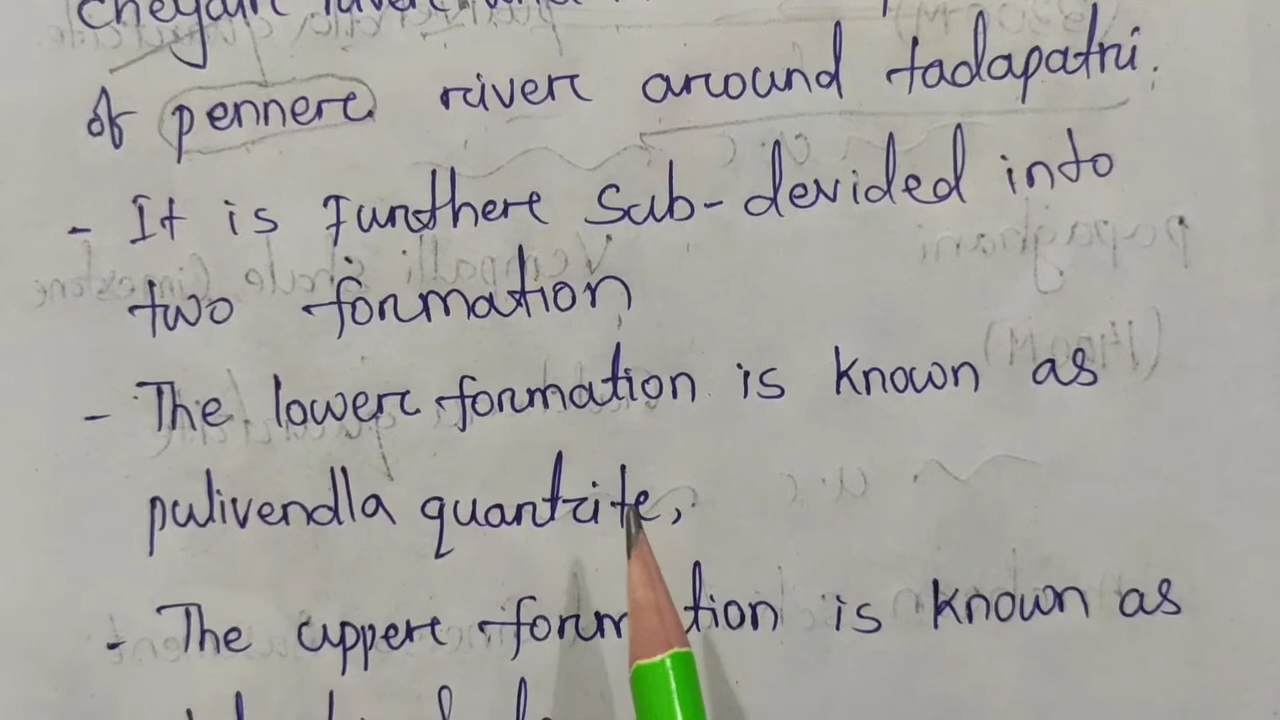 of pennere river around tadapatri.
- It is furthere Sub-devided into
two formation
- The lower formation is known as
pulivendla quartzite,
- The upper formation is known as